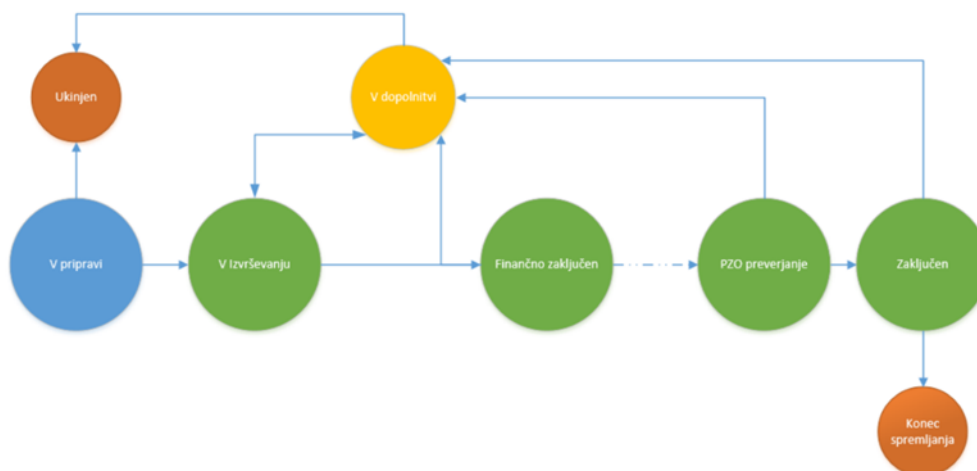 Ukinjen
V dopolnitvi
V pripravi
V Izvrševanju
Finančno zaključen
PZO preverjanje
Zaključen
Konec
spremljanja